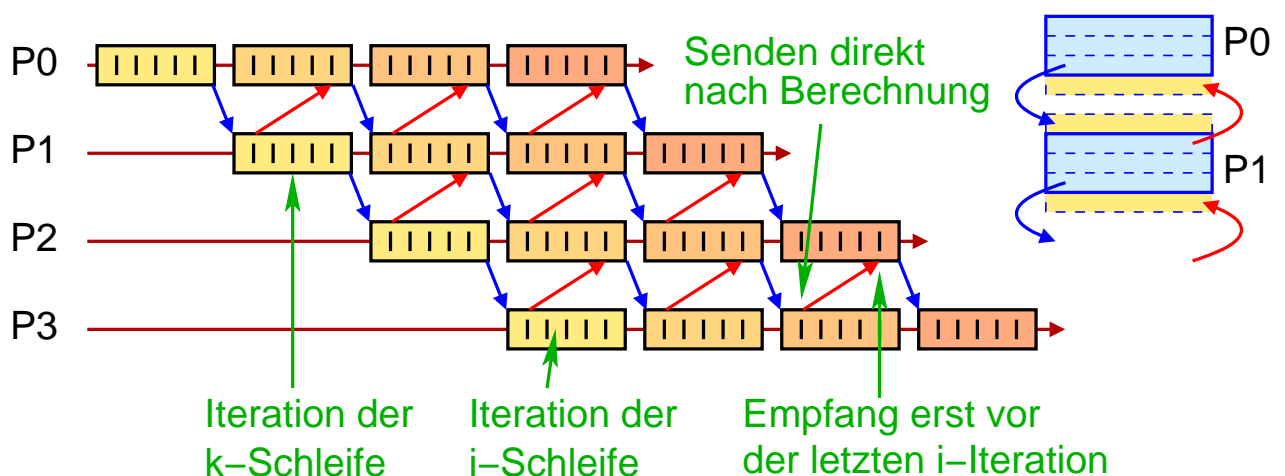 P0
P1
P2
P3
Senden direkt
nach Berechnung
P0
P1
Iteration der
k−Schleife
Iteration der
i−Schleife
Empfang erst vor
der letzten i−Iteration